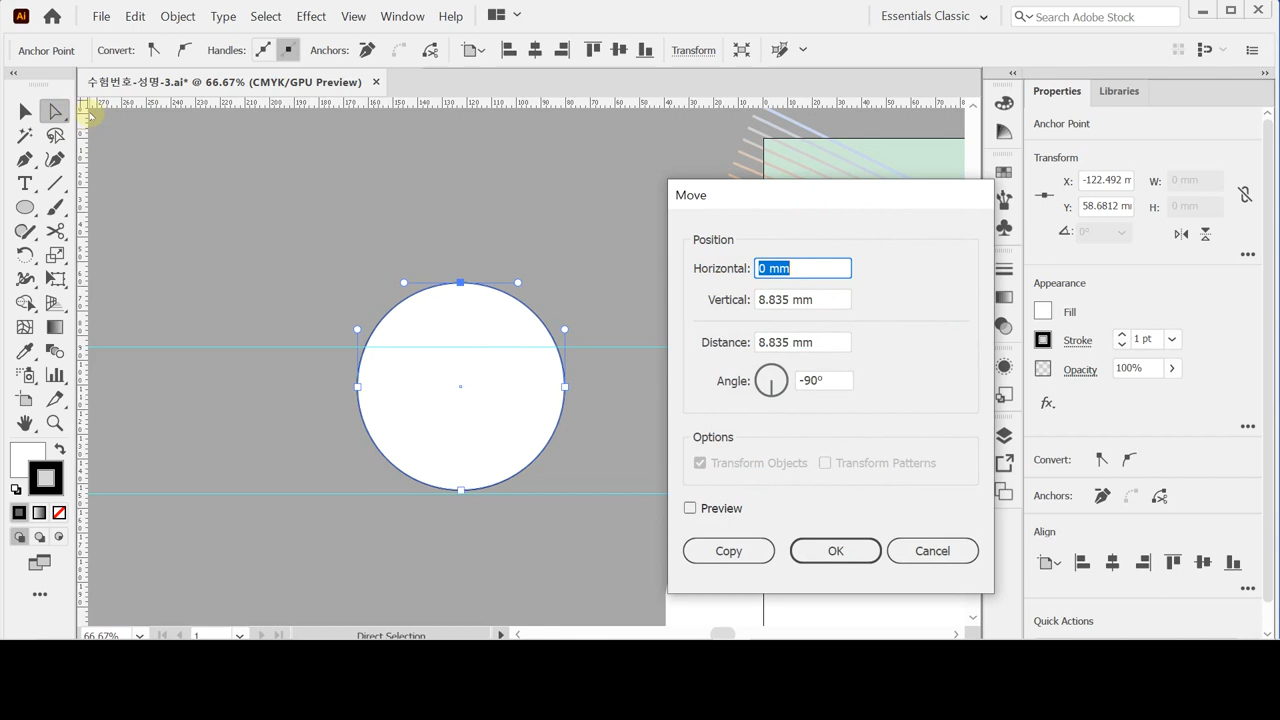 Ai File Edit Object Type Select Effect View Window Help Essentials Classic Search Adobe Stock
Anchor Point Convert: Handles: Anchors: Transform
수험번호-성명-3.ai* @ 66.67% (CMYK/GPU Preview) ×
Properties Libraries
Anchor Point
Transform
X: -122.492 m W: 0 mm
Y: 58.6812 m H: 0 mm
0°
Appearance
Fill
Stroke 1 pt
Opacity 100%
fx.
Convert:
Anchors:
Align
Quick Actions
Move
Position
Horizontal: 0 mm
Vertical: 8.835 mm
Distance: 8.835 mm
Angle: -90°
Options
Transform Objects Transform Patterns
Preview
Copy OK Cancel
66.67% 1 Direct Selection